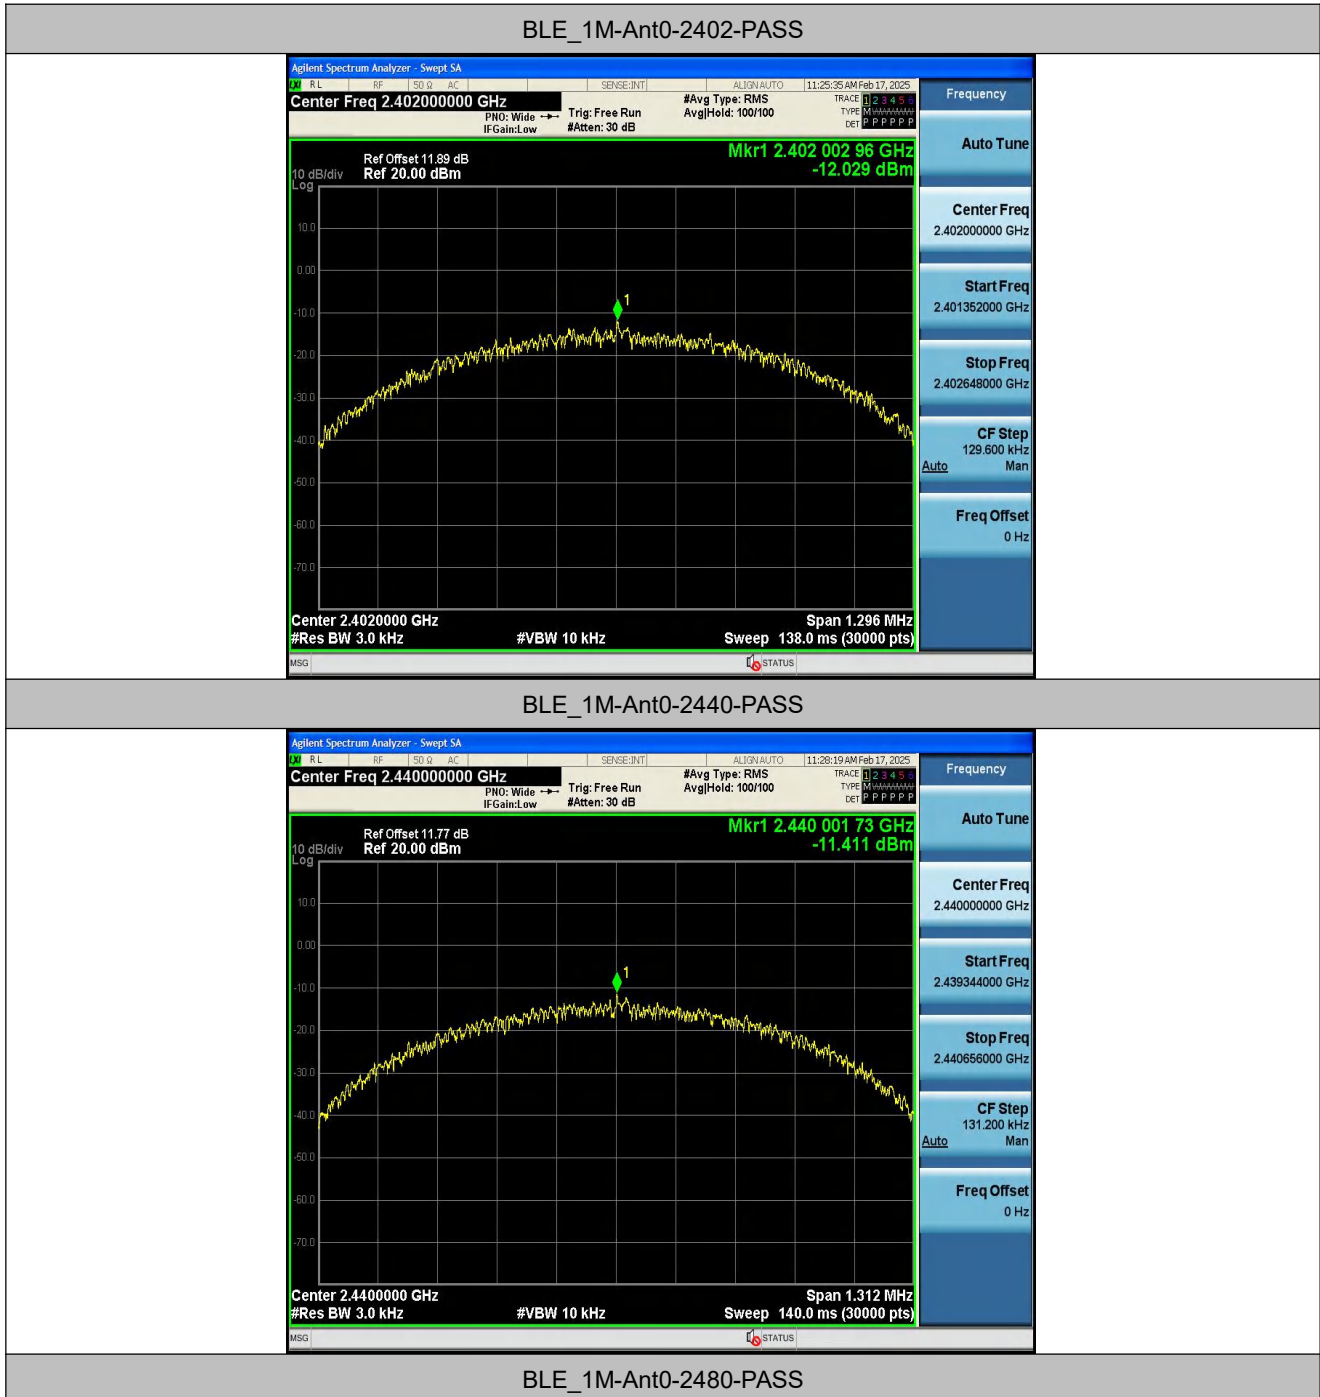 BLE_1M-Ant0-2402-PASS
Agilent Spectrum Analyzer - Swept SA
LXI RL RF 50 Ω AC SENSE:INT ALIGN AUTO 11:25:35 AM Feb 17, 2025
Center Freq 2.402000000 GHz #Avg Type: RMS TRACE 1 2 3 4 5 6
PNO: Wide Trig: Free Run Avg|Hold: 100/100 TYPE M
IFGain:Low #Atten: 30 dB DET P P P P P P
Frequency
Auto Tune
Mkr1 2.402 002 96 GHz
-12.029 dBm
Ref Offset 11.89 dB
10 dB/div Ref 20.00 dBm
Log
10.0
0.00
-10.0
-20.0
-30.0
-40.0
-50.0
-60.0
-70.0
1
Center Freq
2.402000000 GHz
Start Freq
2.401352000 GHz
Stop Freq
2.402648000 GHz
CF Step
129.600 kHz
Auto Man
Freq Offset
0 Hz
Center 2.4020000 GHz Span 1.296 MHz
#Res BW 3.0 kHz #VBW 10 kHz Sweep 138.0 ms (30000 pts)
MSG STATUS
BLE_1M-Ant0-2440-PASS
Agilent Spectrum Analyzer - Swept SA
LXI RL RF 50 Ω AC SENSE:INT ALIGN AUTO 11:28:19 AM Feb 17, 2025
Center Freq 2.440000000 GHz #Avg Type: RMS TRACE 1 2 3 4 5 6
PNO: Wide Trig: Free Run Avg|Hold: 100/100 TYPE M
IFGain:Low #Atten: 30 dB DET P P P P P P
Frequency
Auto Tune
Mkr1 2.440 001 73 GHz
-11.411 dBm
Ref Offset 11.77 dB
10 dB/div Ref 20.00 dBm
Log
10.0
0.00
-10.0
-20.0
-30.0
-40.0
-50.0
-60.0
-70.0
1
Center Freq
2.440000000 GHz
Start Freq
2.439344000 GHz
Stop Freq
2.440656000 GHz
CF Step
131.200 kHz
Auto Man
Freq Offset
0 Hz
Center 2.4400000 GHz Span 1.312 MHz
#Res BW 3.0 kHz #VBW 10 kHz Sweep 140.0 ms (30000 pts)
MSG STATUS
BLE_1M-Ant0-2480-PASS